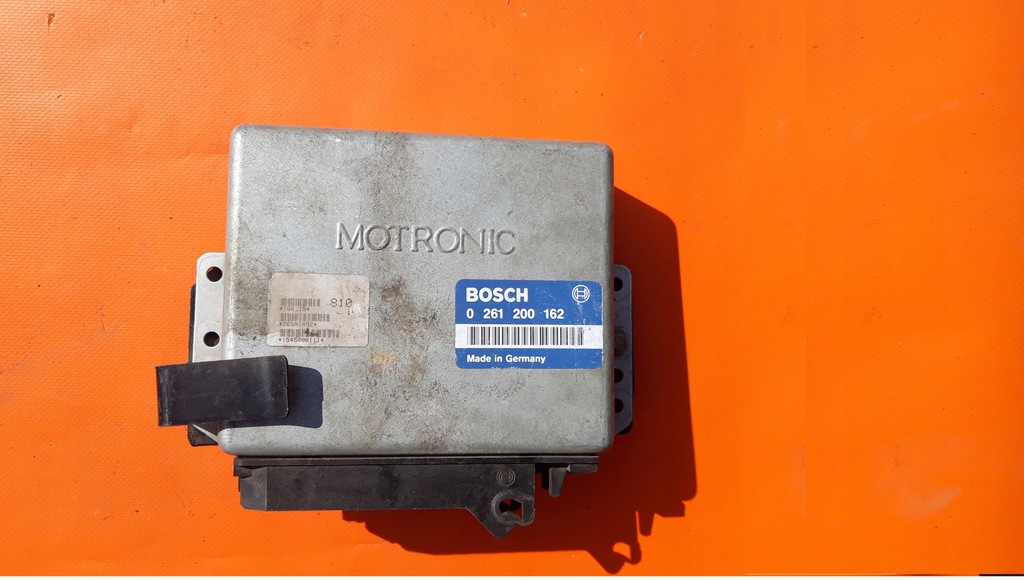 MOTRONIC
810
BOSCH
0 261 200 162
Made in Germany